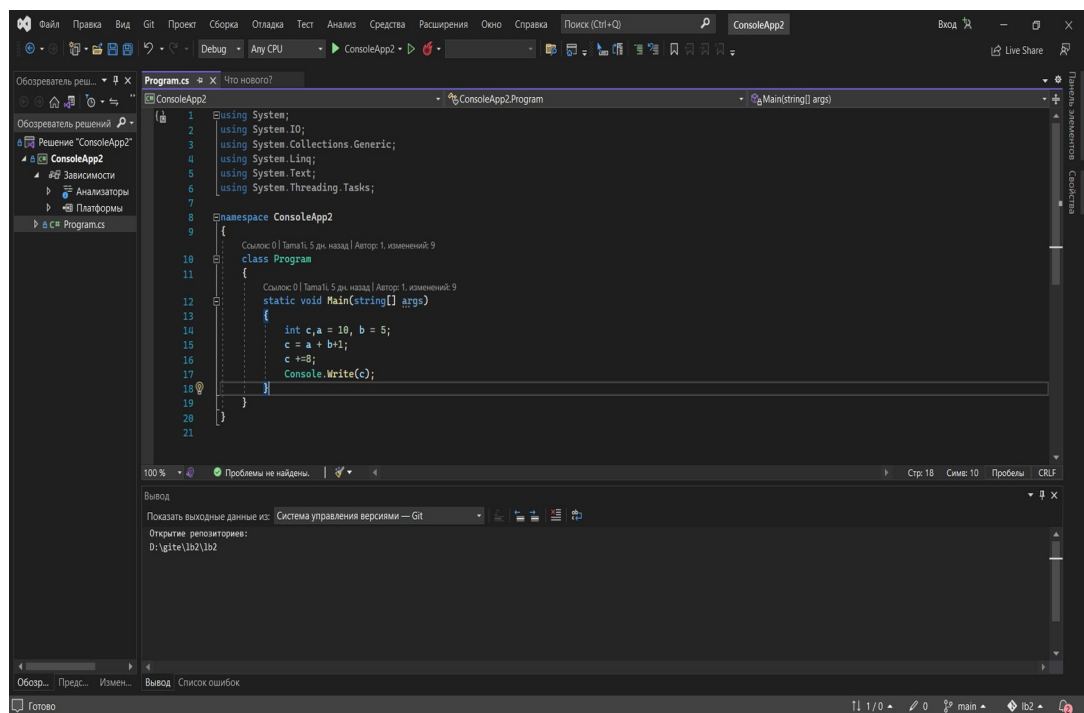 Файл Правка Вид Git Проект Сборка Отладка Тест Анализ Средства Расширения Окно Справка Поиск (Ctrl+Q) ConsoleApp2 Вход
Debug Any CPU ConsoleApp2 Live Share
Обозреватель реш...
Program.cs Что нового?
ConsoleApp2 ConsoleApp2.Program Main(string[] args)
Обозреватель решений
Решение "ConsoleApp2"
ConsoleApp2
Зависимости
Анализаторы
Платформы
C# Program.cs
1 using System;
2 using System.IO;
3 using System.Collections.Generic;
4 using System.Linq;
5 using System.Text;
6 using System.Threading.Tasks;
7
8 namespace ConsoleApp2
9 {
Ссылок: 0 | Tama1i, 5 дн. назад | Автор: 1, изменений: 9
10 class Program
11 {
Ссылок: 0 | Tama1i, 5 дн. назад | Автор: 1, изменений: 9
12 static void Main(string[] args)
13 {
14 int c,a = 10, b = 5;
15 c = a + b+1;
16 c +=8;
17 Console.Write(c);
18 }
19 }
20 }
21
Панель элементов
Свойства
100 % Проблемы не найдены. Стр: 18 Симв: 10 Пробелы CRLF
Вывод
Показать выходные данные из: Система управления версиями — Git
Открытие репозиториев:
D:\gite\lb2\lb2
Обозр... Предс... Измен... Вывод Список ошибок
Готово 1 / 0 0 main lb2 2